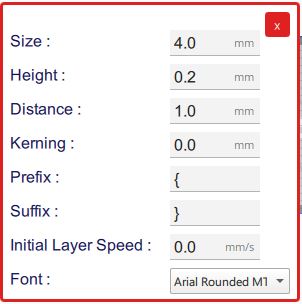 x
Size : 4.0 mm
Height : 0.2 mm
Distance : 1.0 mm
Kerning : 0.0 mm
Prefix : {
Suffix : }
Initial Layer Speed : 0.0 mm/s
Font : Arial Rounded MT